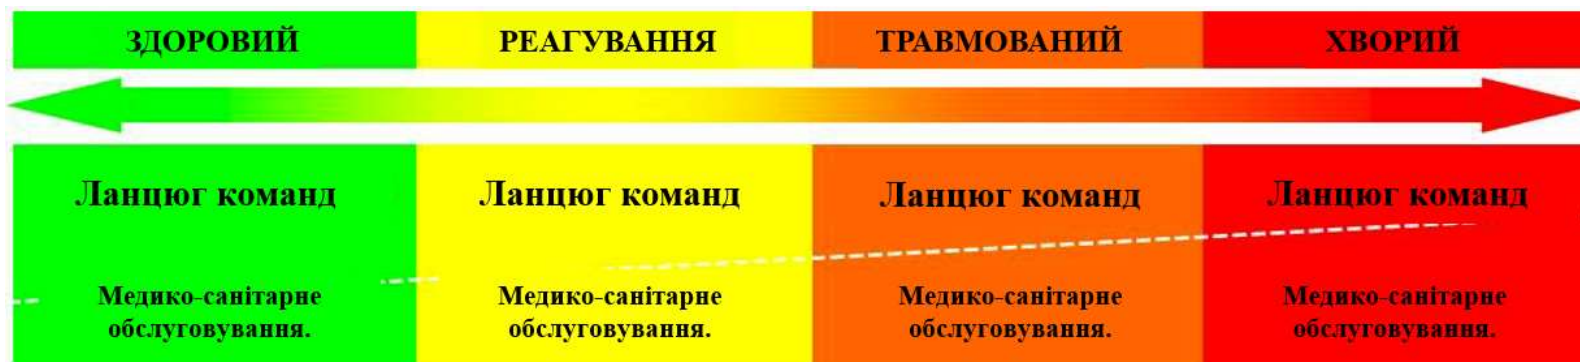 ЗДОРОВИЙ
РЕАГУВАННЯ
ТРАВМОВАНИЙ
ХВОРИЙ
Ланцюг команд
Ланцюг команд
Ланцюг команд
Ланцюг команд
Медико-санітарне
обслуговування.
Медико-санітарне
обслуговування.
Медико-санітарне
обслуговування.
Медико-санітарне
обслуговування.